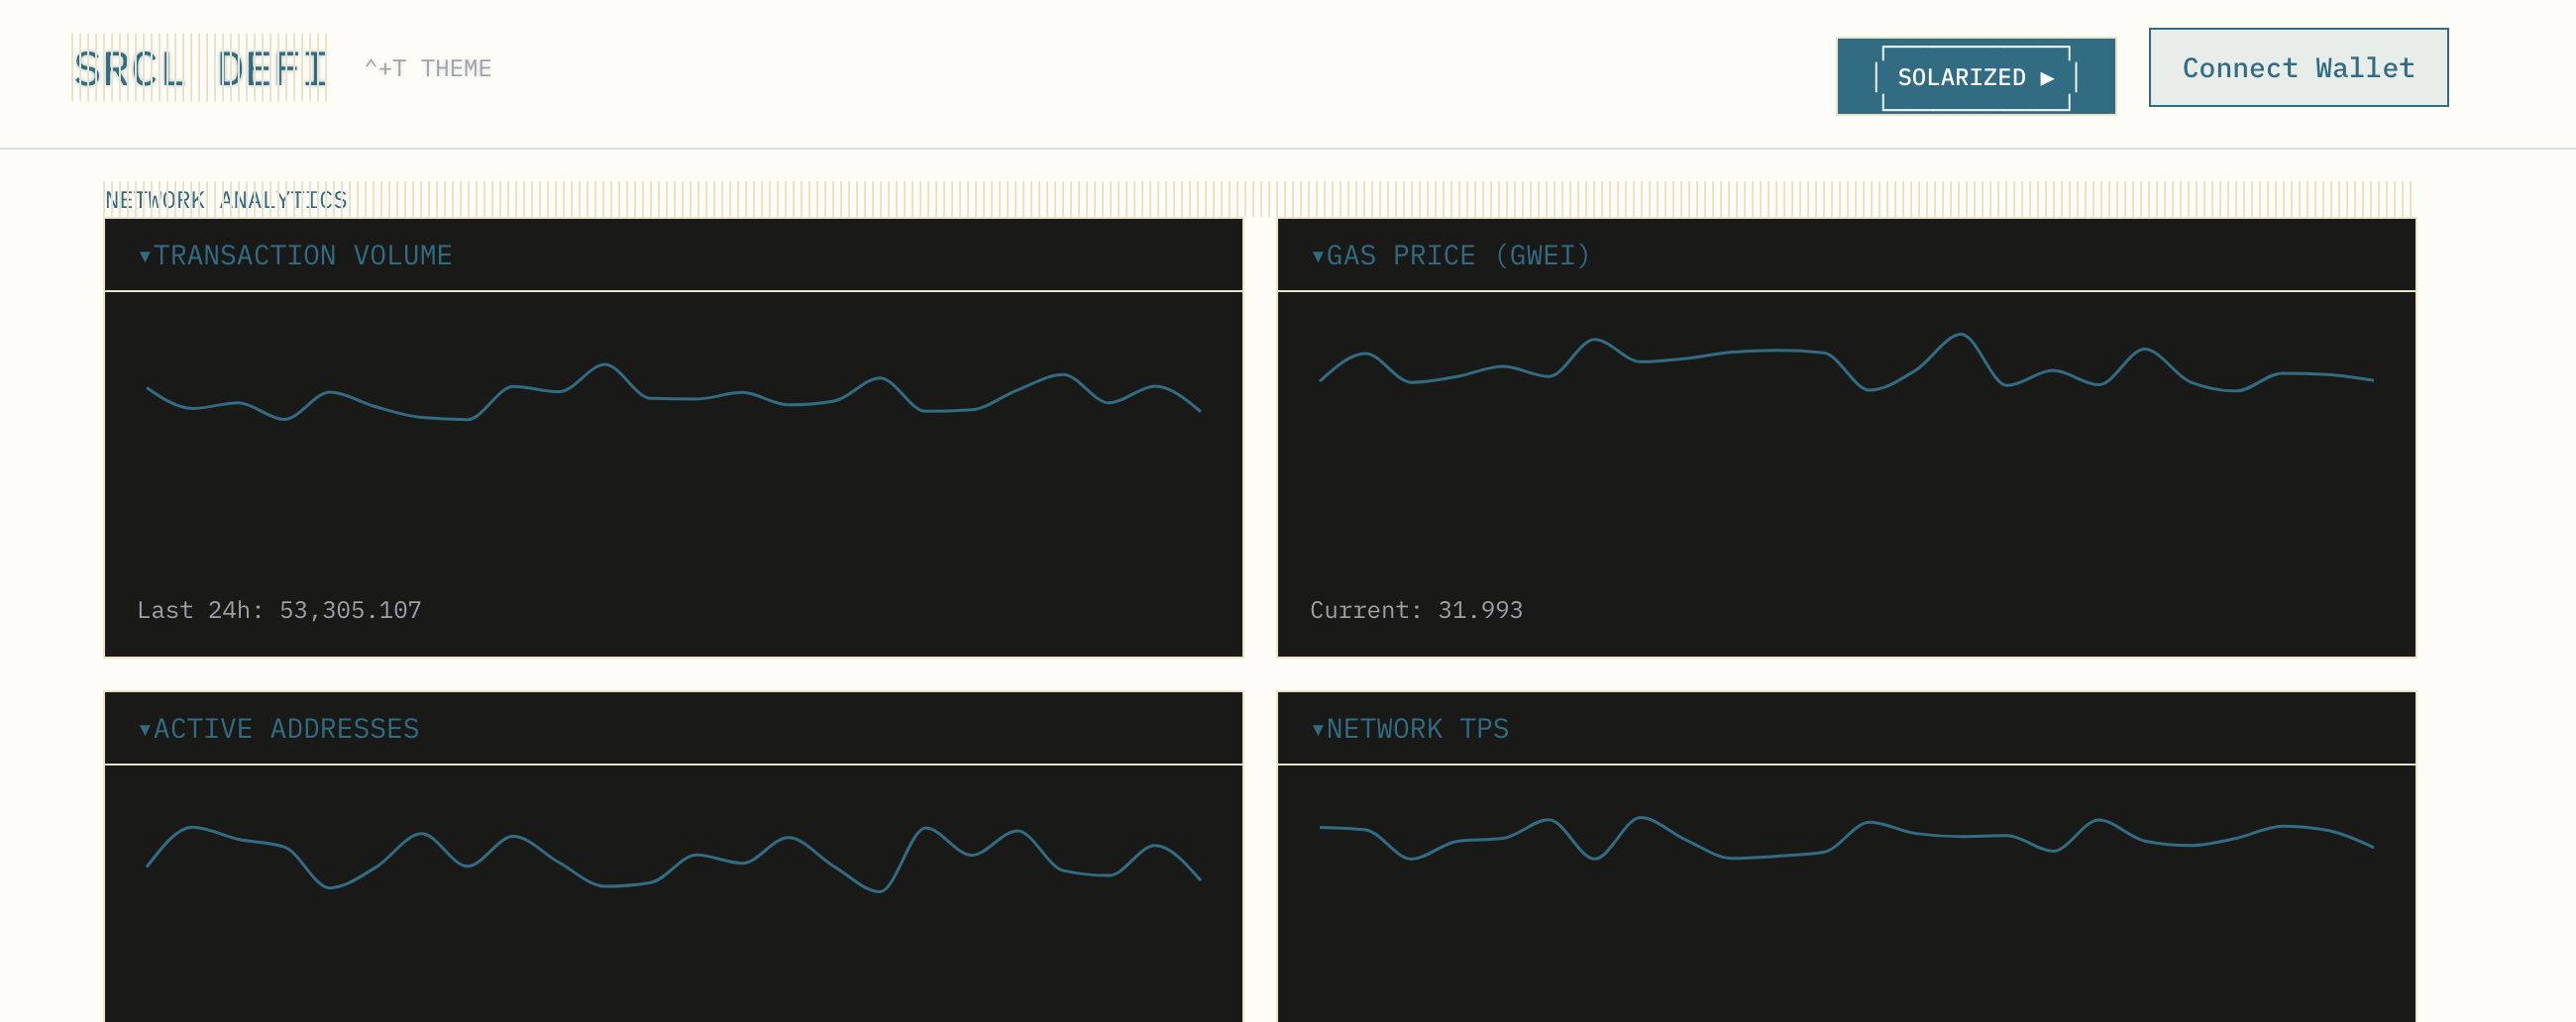 SRCL DEFI
^+T THEME
SOLARIZED ▶
Connect Wallet
NETWORK ANALYTICS
▾TRANSACTION VOLUME
▾GAS PRICE (GWEI)
Last 24h: 53,305.107
Current: 31.993
▾ACTIVE ADDRESSES
▾NETWORK TPS